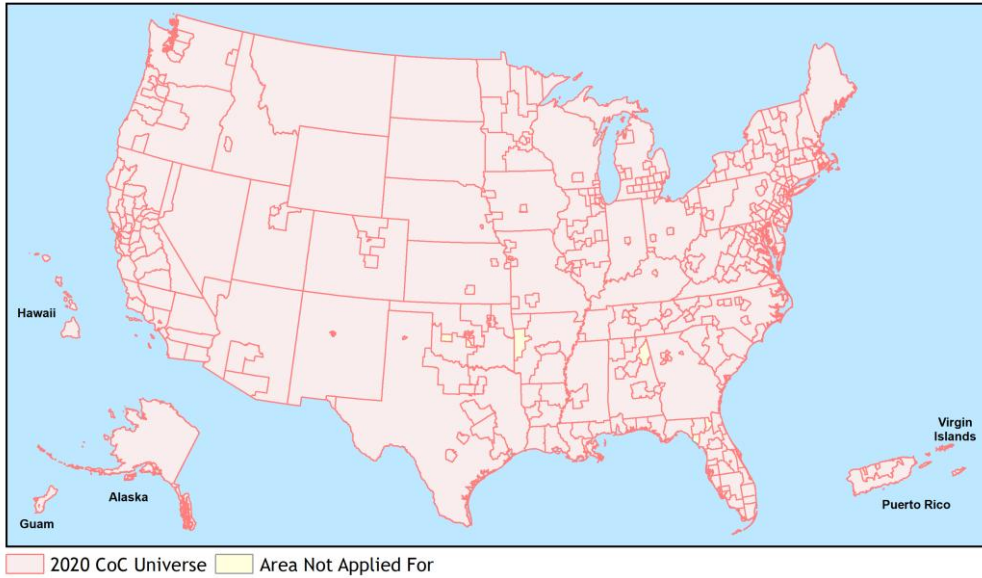 Hawaii
Alaska
Guam
Virgin
Islands
Puerto Rico
2020 CoC Universe Area Not Applied For